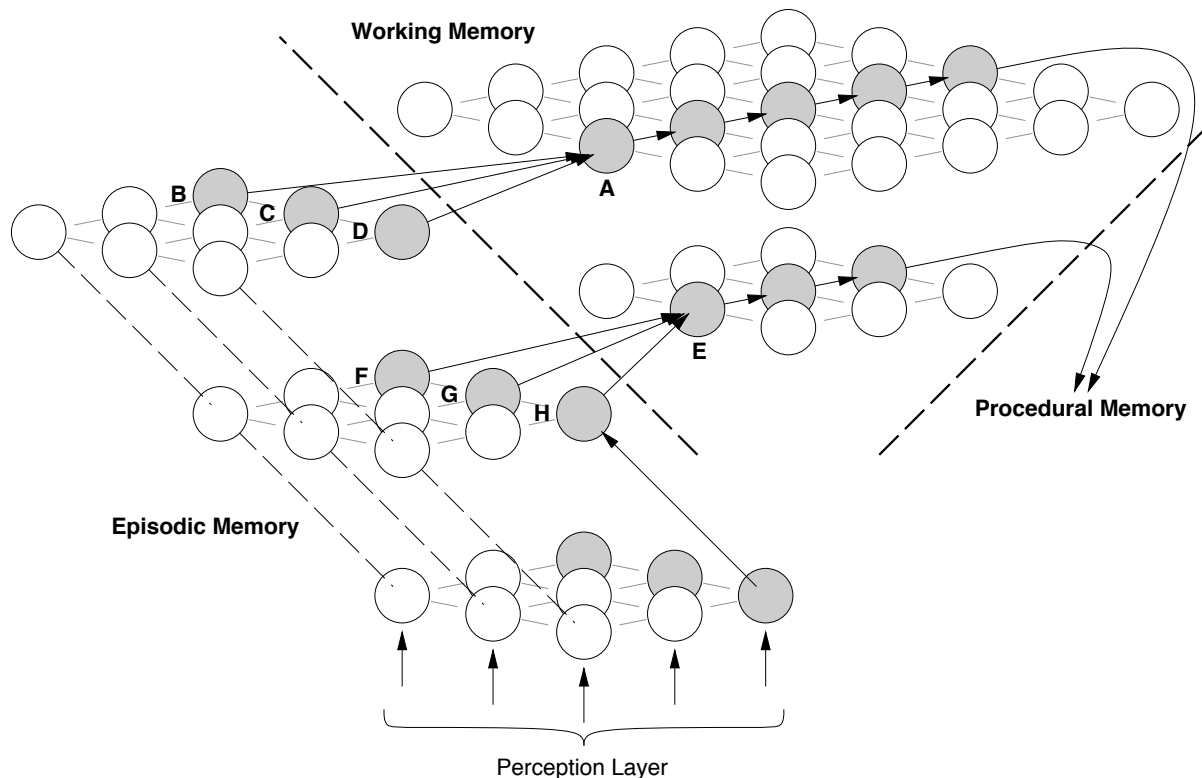 Working Memory
B
C
A
D
E
F
G
H
Procedural Memory
Episodic Memory
Perception Layer